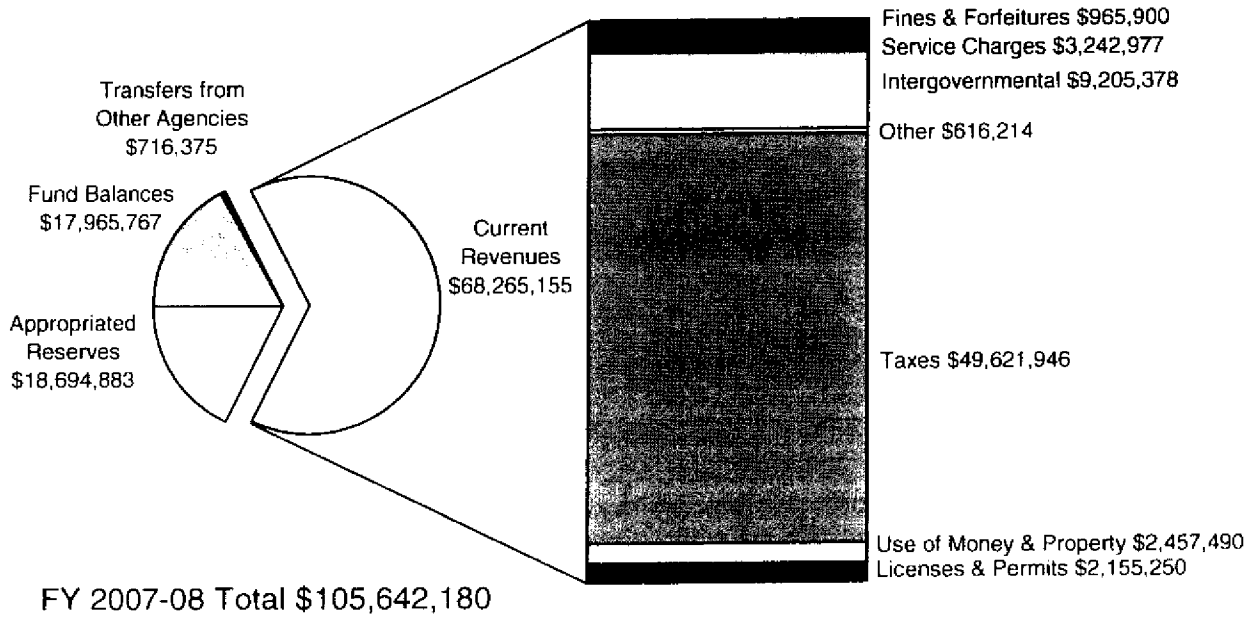 Transfers from
Other Agencies
$716,375
Fund Balances
$17,965,767
Appropriated
Reserves
$18,694,883
Current
Revenues
$68,265,155
Fines & Forfeitures $965,900
Service Charges $3,242,977
Intergovernmental $9,205,378
Other $616,214
Taxes $49,621,946
Use of Money & Property $2,457,490
Licenses & Permits $2,155,250
FY 2007-08 Total $105,642,180